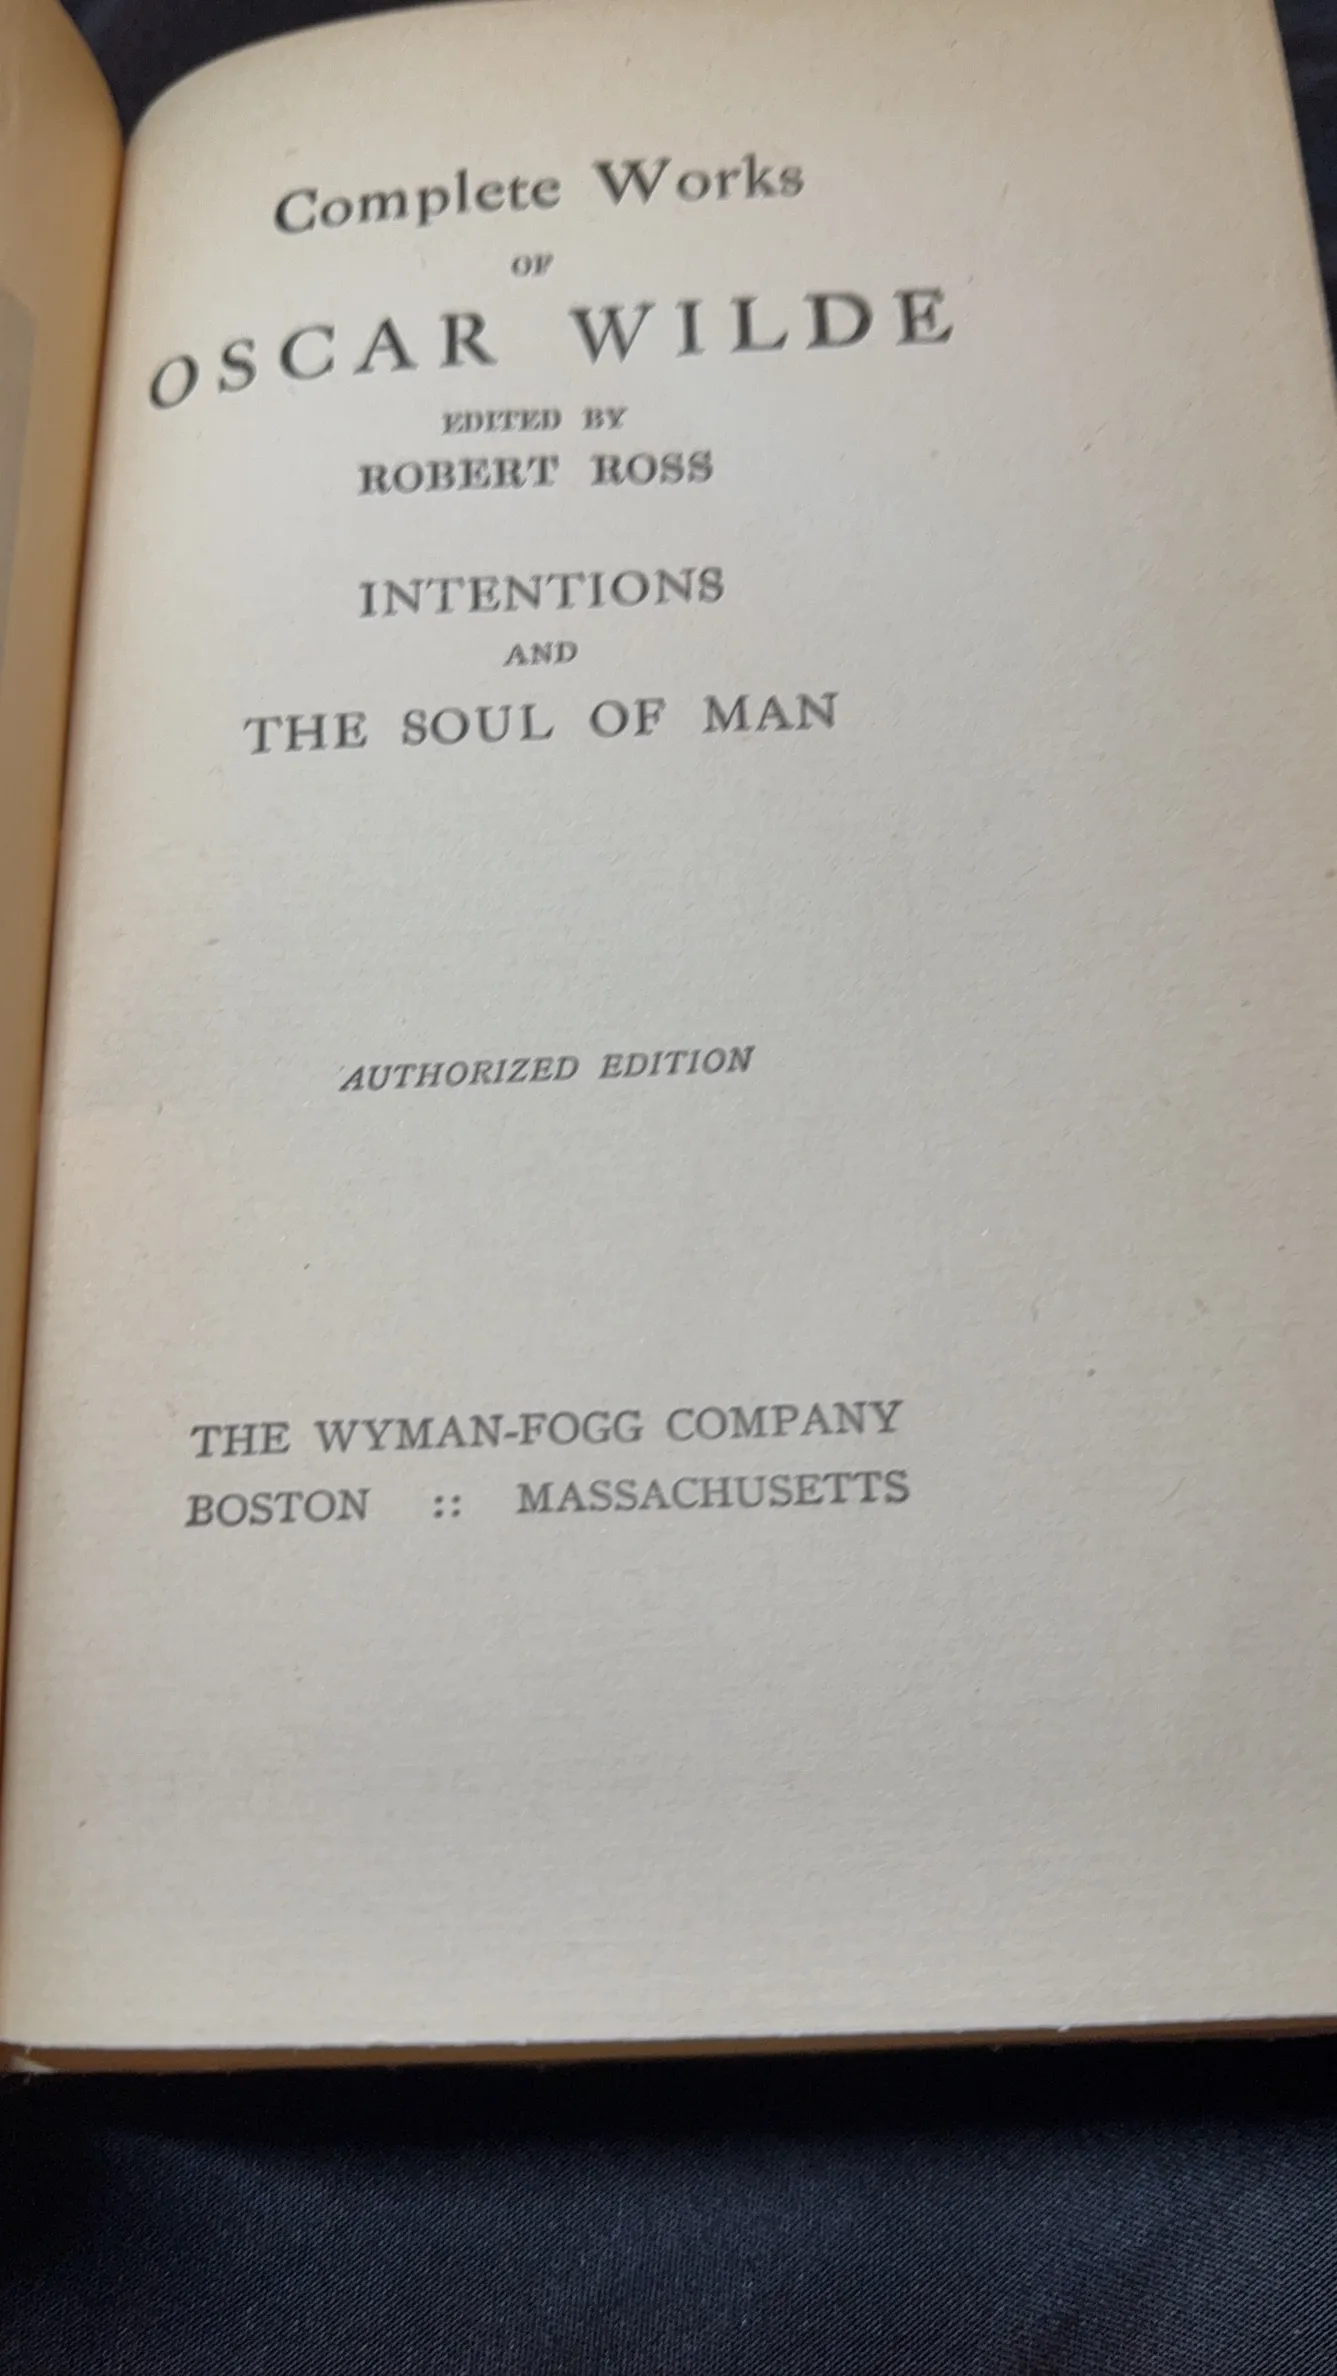 Complete Works
OF
OSCAR WILDE
EDITED BY
ROBERT ROSS
INTENTIONS
AND
THE SOUL OF MAN
AUTHORIZED EDITION
THE WYMAN-FOGG COMPANY
BOSTON :: MASSACHUSETTS